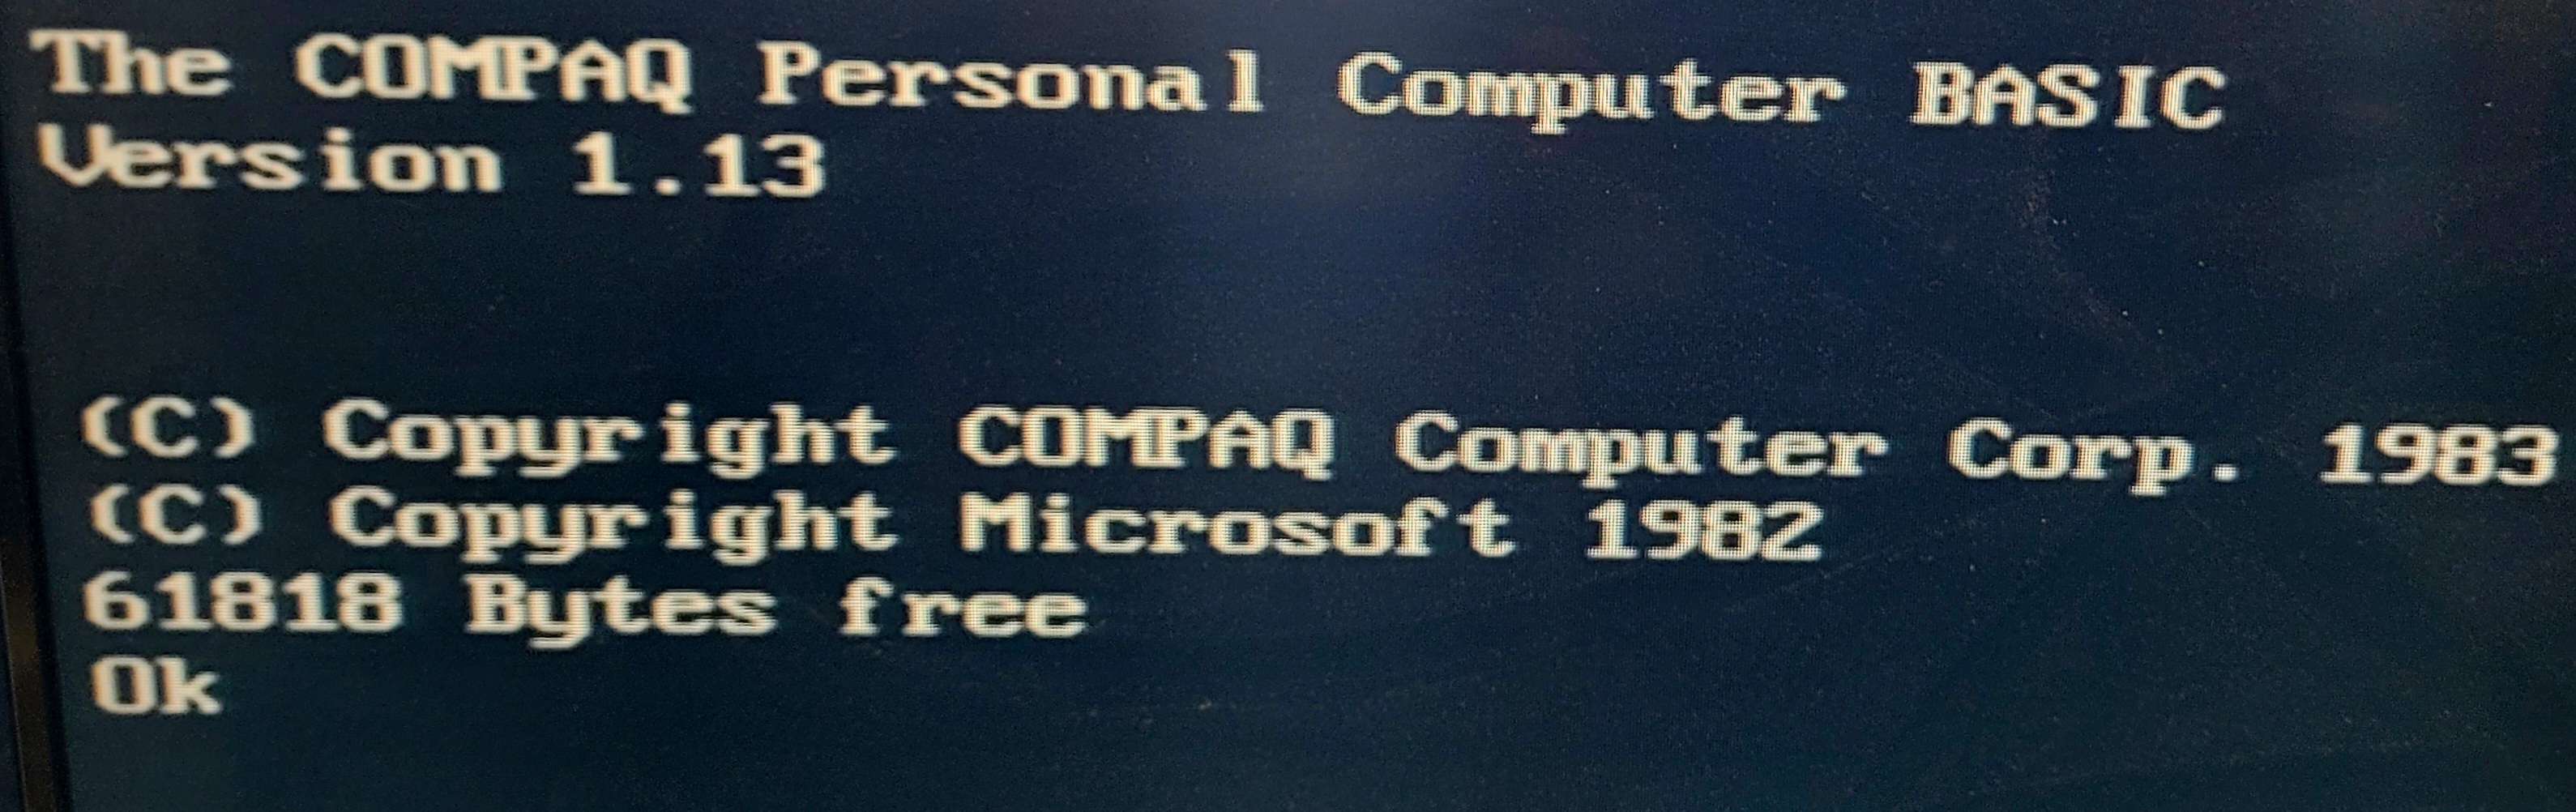 The COMPAQ Personal Computer BASIC
Version 1.13
(C) Copyright COMPAQ Computer Corp. 1983
(C) Copyright Microsoft 1982
61818 Bytes free
Ok